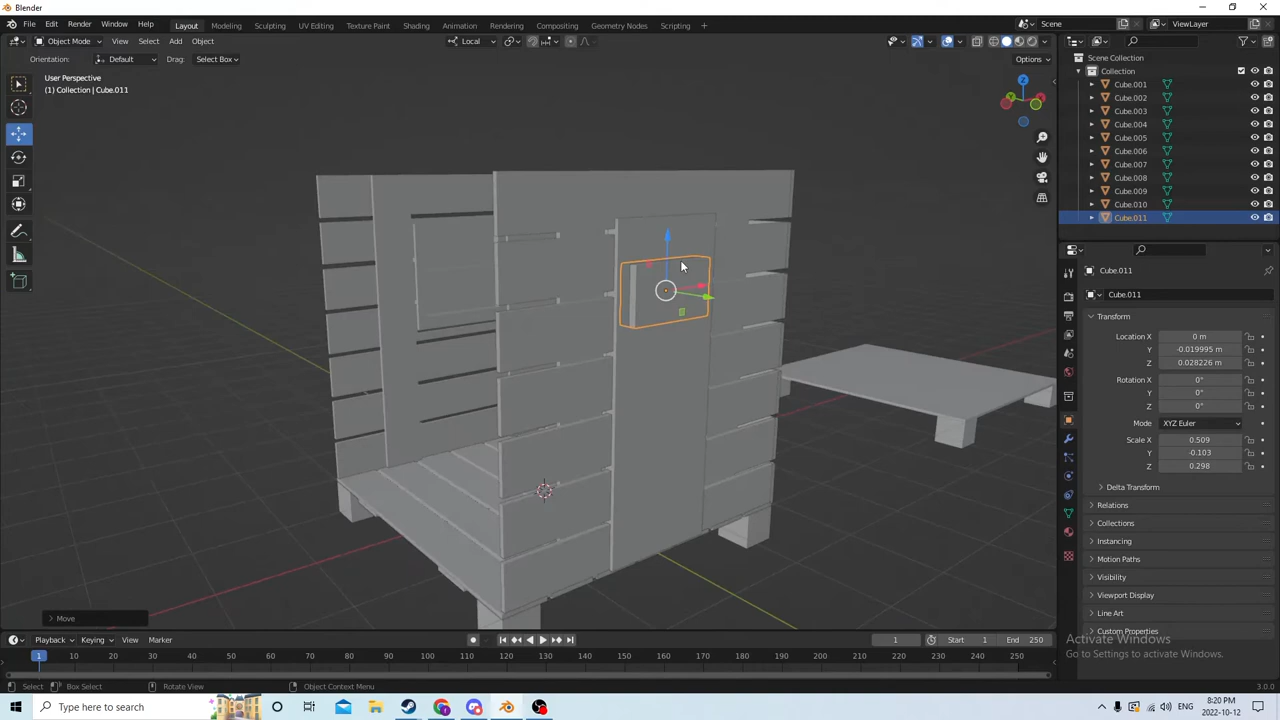 Blender
File Edit Render Window Help Layout Modeling Sculpting UV Editing Texture Paint Shading Animation Rendering Compositing Geometry Nodes Scripting + Scene ViewLayer
Object Mode View Select Add Object Local
Orientation: Default Drag: Select Box Options
User Perspective
(1) Collection | Cube.011
Z
Y
X
Scene Collection
Collection
Cube.001
Cube.002
Cube.003
Cube.004
Cube.005
Cube.006
Cube.007
Cube.008
Cube.009
Cube.010
Cube.011
Cube.011
Cube.011
Transform
Location X 0 m
Y -0.019995 m
Z 0.028226 m
Rotation X 0°
Y 0°
Z 0°
Mode XYZ Euler
Scale X 0.509
Y -0.103
Z 0.298
Delta Transform
Relations
Collections
Instancing
Motion Paths
Visibility
Viewport Display
Line Art
Custom Properties
Activate Windows
Go to Settings to activate Windows.
Move
Playback Keying View Marker 1 Start 1 End 250
1 10 20 30 40 50 60 70 80 90 100 110 120 130 140 150 160 170 180 190 200 210 220 230 240 250
Select Box Select Rotate View Object Context Menu 3.0.0
Type here to search
8:20 PM
2022-10-12